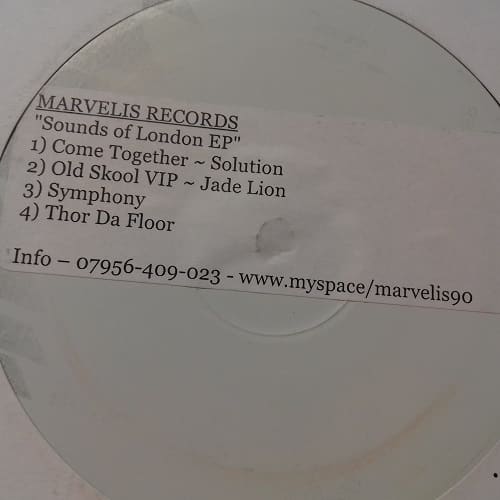 MARVELIS RECORDS
"Sounds of London EP"
1) Come Together ~ Solution
2) Old Skool VIP ~ Jade Lion
3) Symphony
4) Thor Da Floor
Info – 07956-409-023 - www.myspace/marvelis90